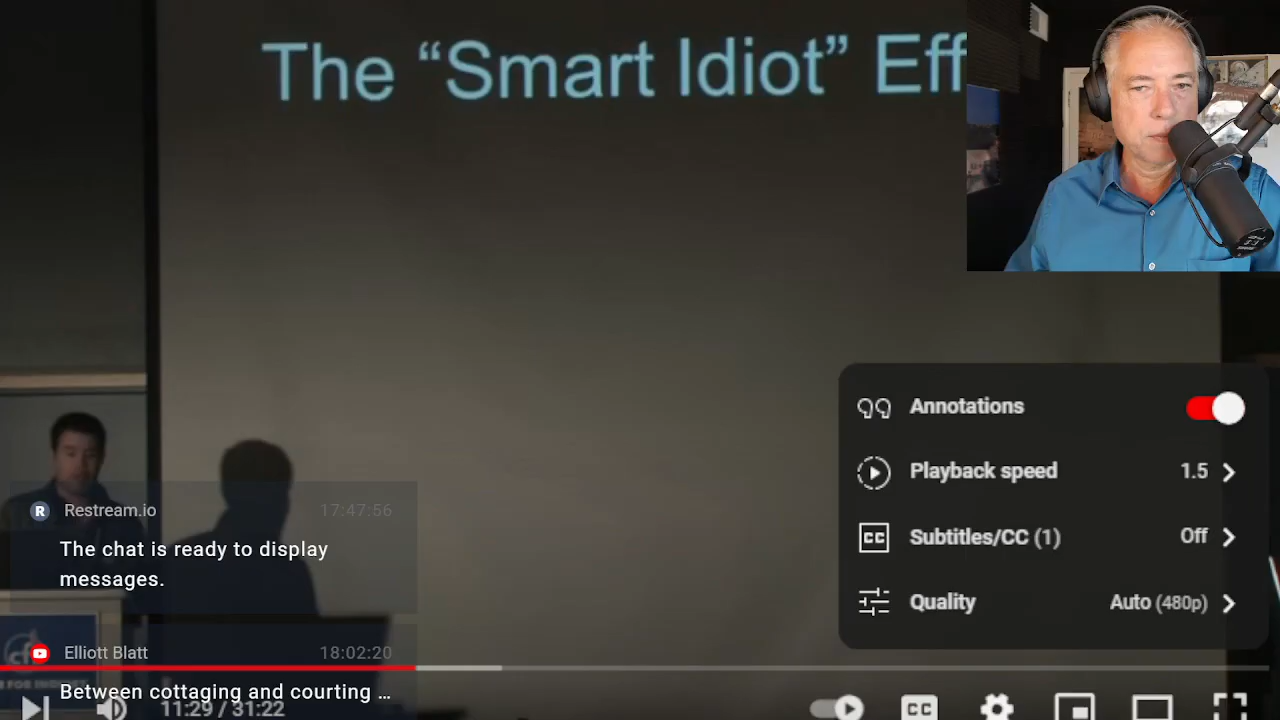 The “Smart Idiot” Eff
Annotations
Playback speed 1.5
Subtitles/CC (1) Off
Quality Auto (480p)
R Restream.io 17:47:56
The chat is ready to display
messages.
Elliott Blatt 18:02:20
Between cottaging and courting ...
11:29 / 31:22
CC
CC